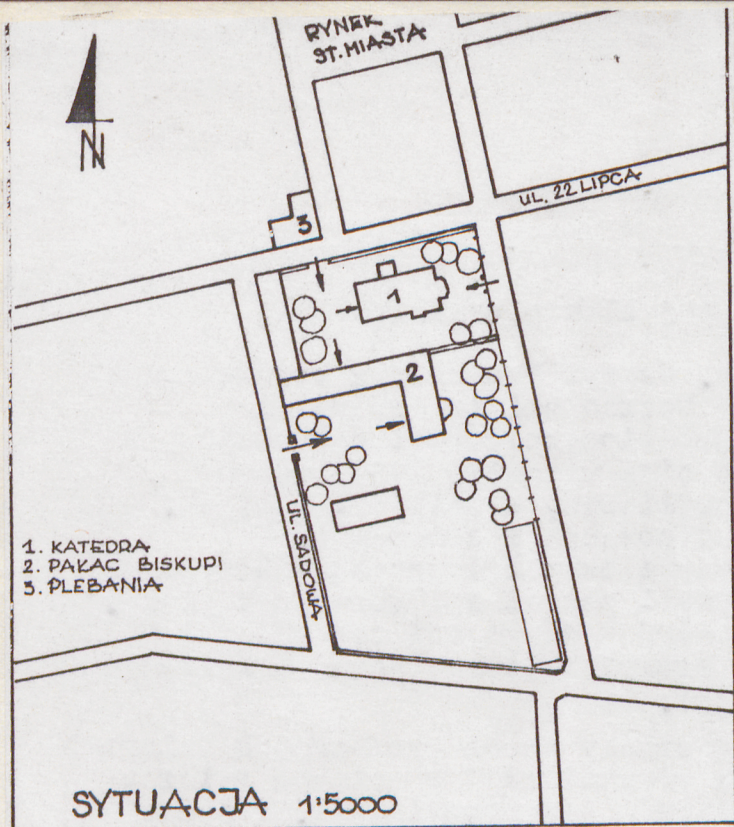 RYNEK
ST. MIASTA
N
UL. 22 LIPCA
3
1
2
UL. SADOWA
1. KATEDRA
2. PAŁAC BISKUPI
3. PLEBANIA
SYTUACJA 1:5000